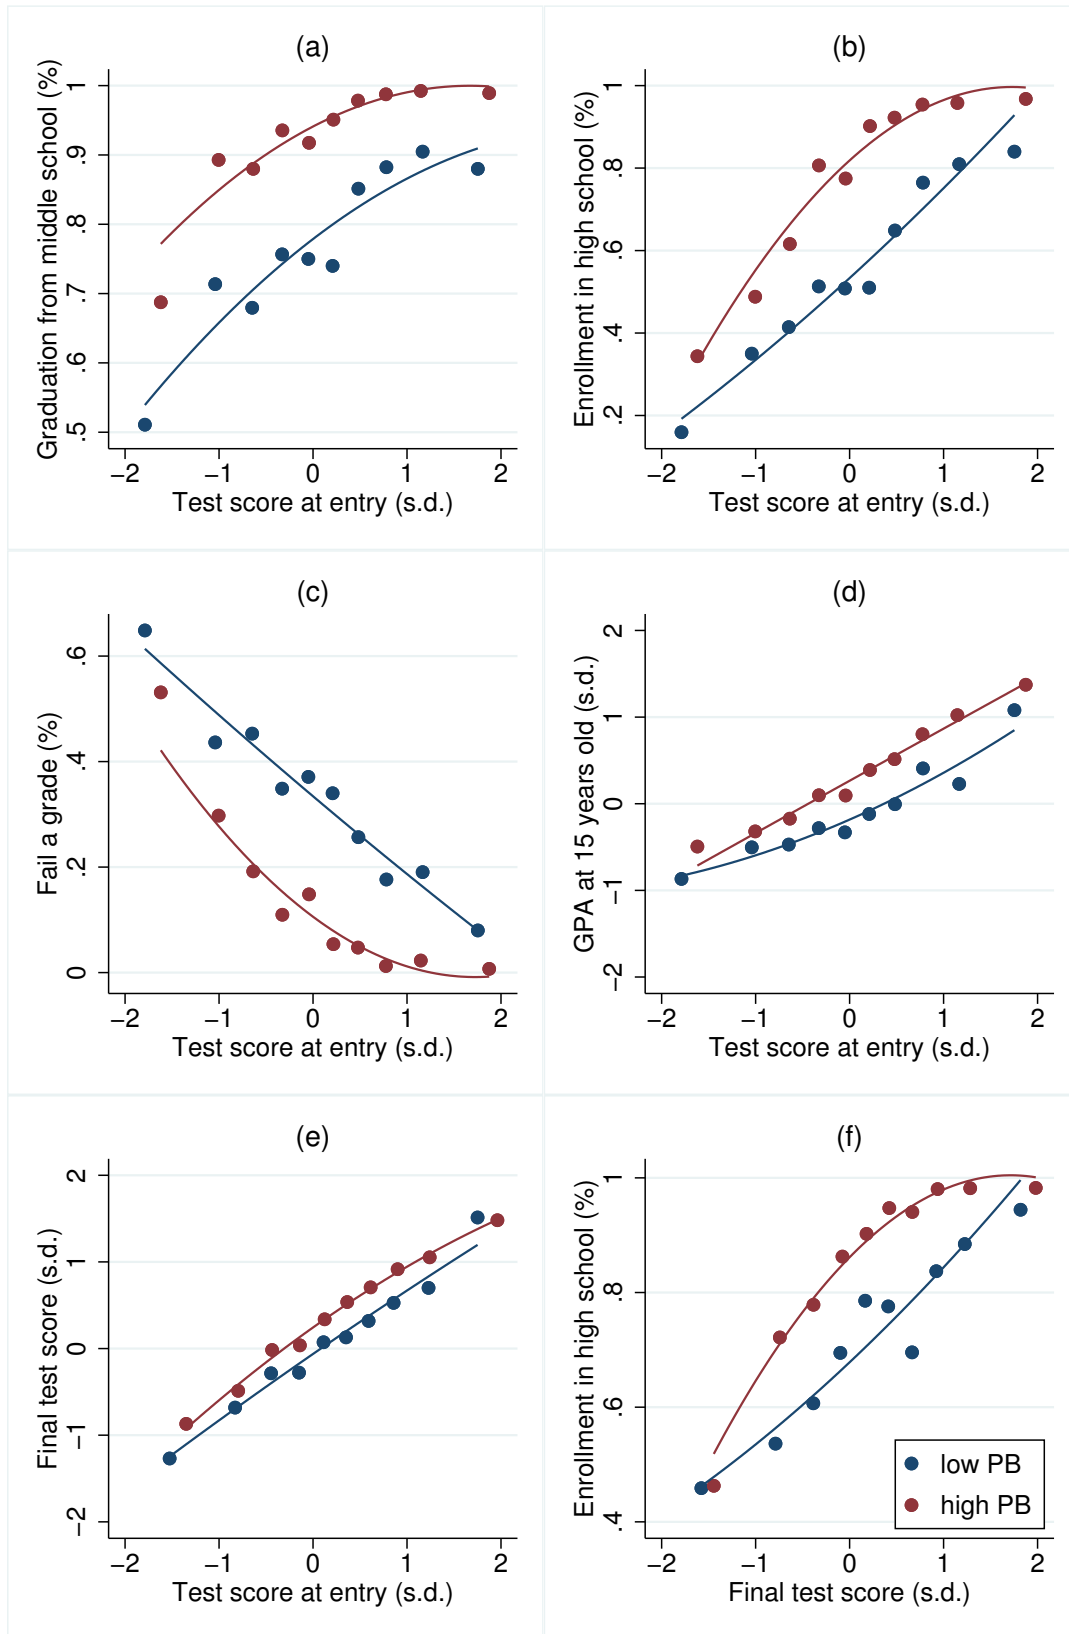 (a)
Graduation from middle school (%)
1
.9
.8
.7
.6
.5
−2 −1 0 1 2
Test score at entry (s.d.)
(b)
Enrollment in high school (%)
1
.8
.6
.4
.2
−2 −1 0 1 2
Test score at entry (s.d.)
(c)
Fail a grade (%)
.6
.4
.2
0
−2 −1 0 1 2
Test score at entry (s.d.)
(d)
GPA at 15 years old (s.d.)
2
1
0
−1
−2
−2 −1 0 1 2
Test score at entry (s.d.)
(e)
Final test score (s.d.)
2
1
0
−1
−2
−2 −1 0 1 2
Test score at entry (s.d.)
(f)
Enrollment in high school (%)
1
.8
.6
.4
low PB
high PB
−2 −1 0 1 2
Final test score (s.d.)